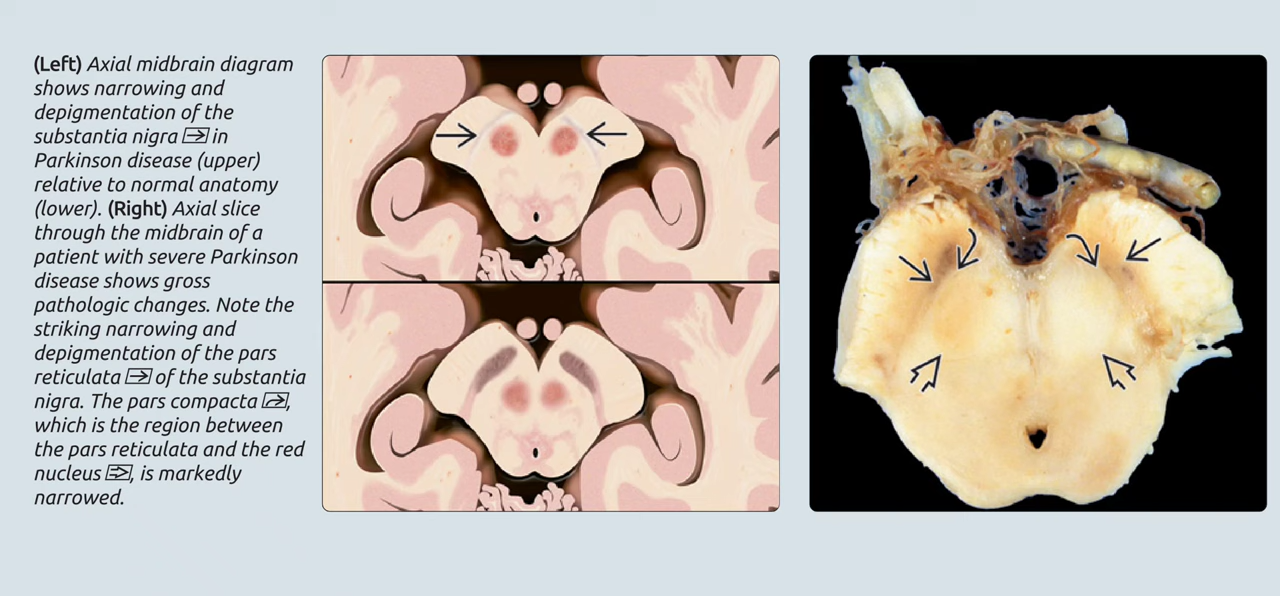 (Left) Axial midbrain diagram
shows narrowing and
depigmentation of the
substantia nigra in
Parkinson disease (upper)
relative to normal anatomy
(lower). (Right) Axial slice
through the midbrain of a
patient with severe Parkinson
disease shows gross
pathologic changes. Note the
striking narrowing and
depigmentation of the pars
reticulata of the substantia
nigra. The pars compacta ,
which is the region between
the pars reticulata and the red
nucleus , is markedly
narrowed.